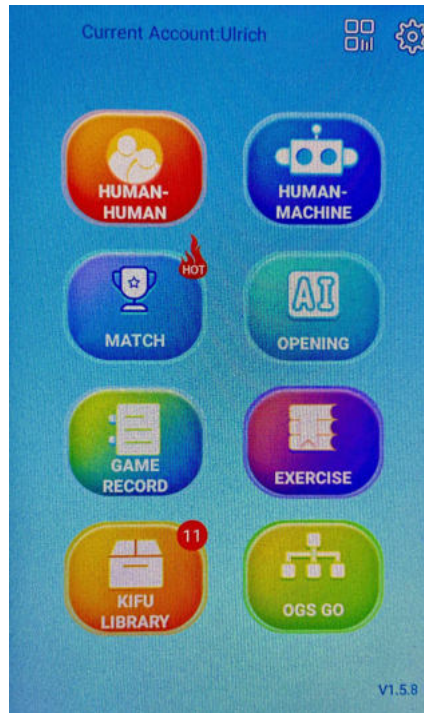 Current Account:Ulrich
HUMAN-
HUMAN
HUMAN-
MACHINE
HOT
MATCH
AI
OPENING
GAME
RECORD
EXERCISE
11
KIFU
LIBRARY
OGS GO
V1.5.8